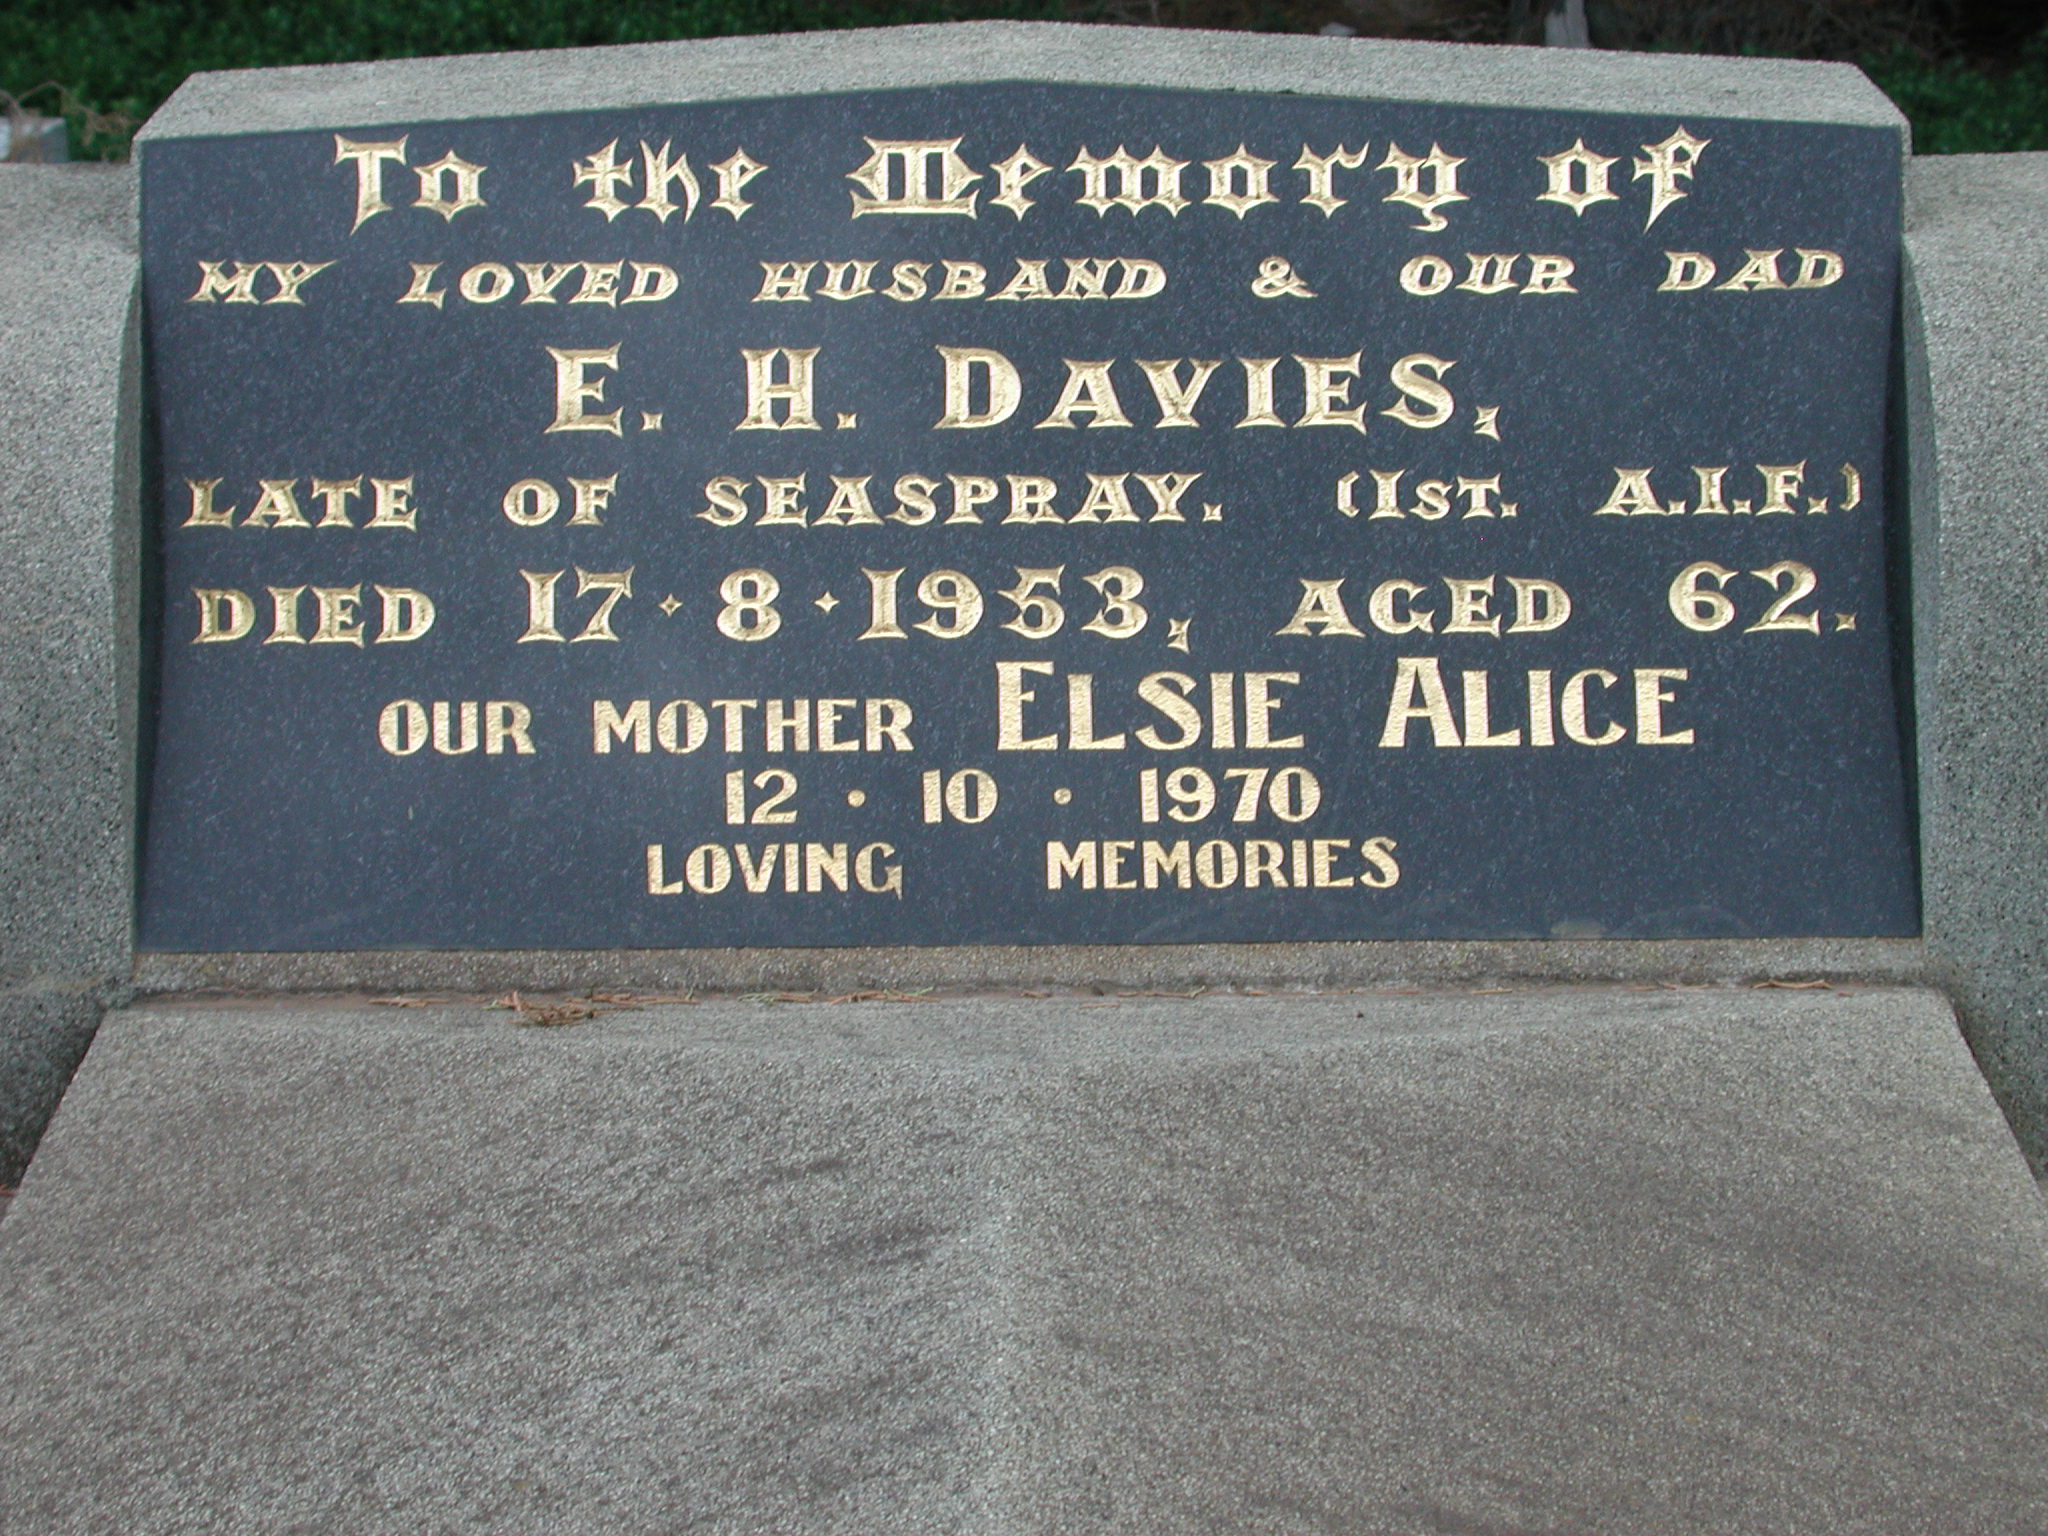 To the Memory of
MY LOVED HUSBAND & OUR DAD
E. H. DAVIES,
LATE OF SEASPRAY. (1ST. A.I.F.)
DIED 17·8·1953, AGED 62.
OUR MOTHER ELSIE ALICE
12 · 10 · 1970
LOVING MEMORIES